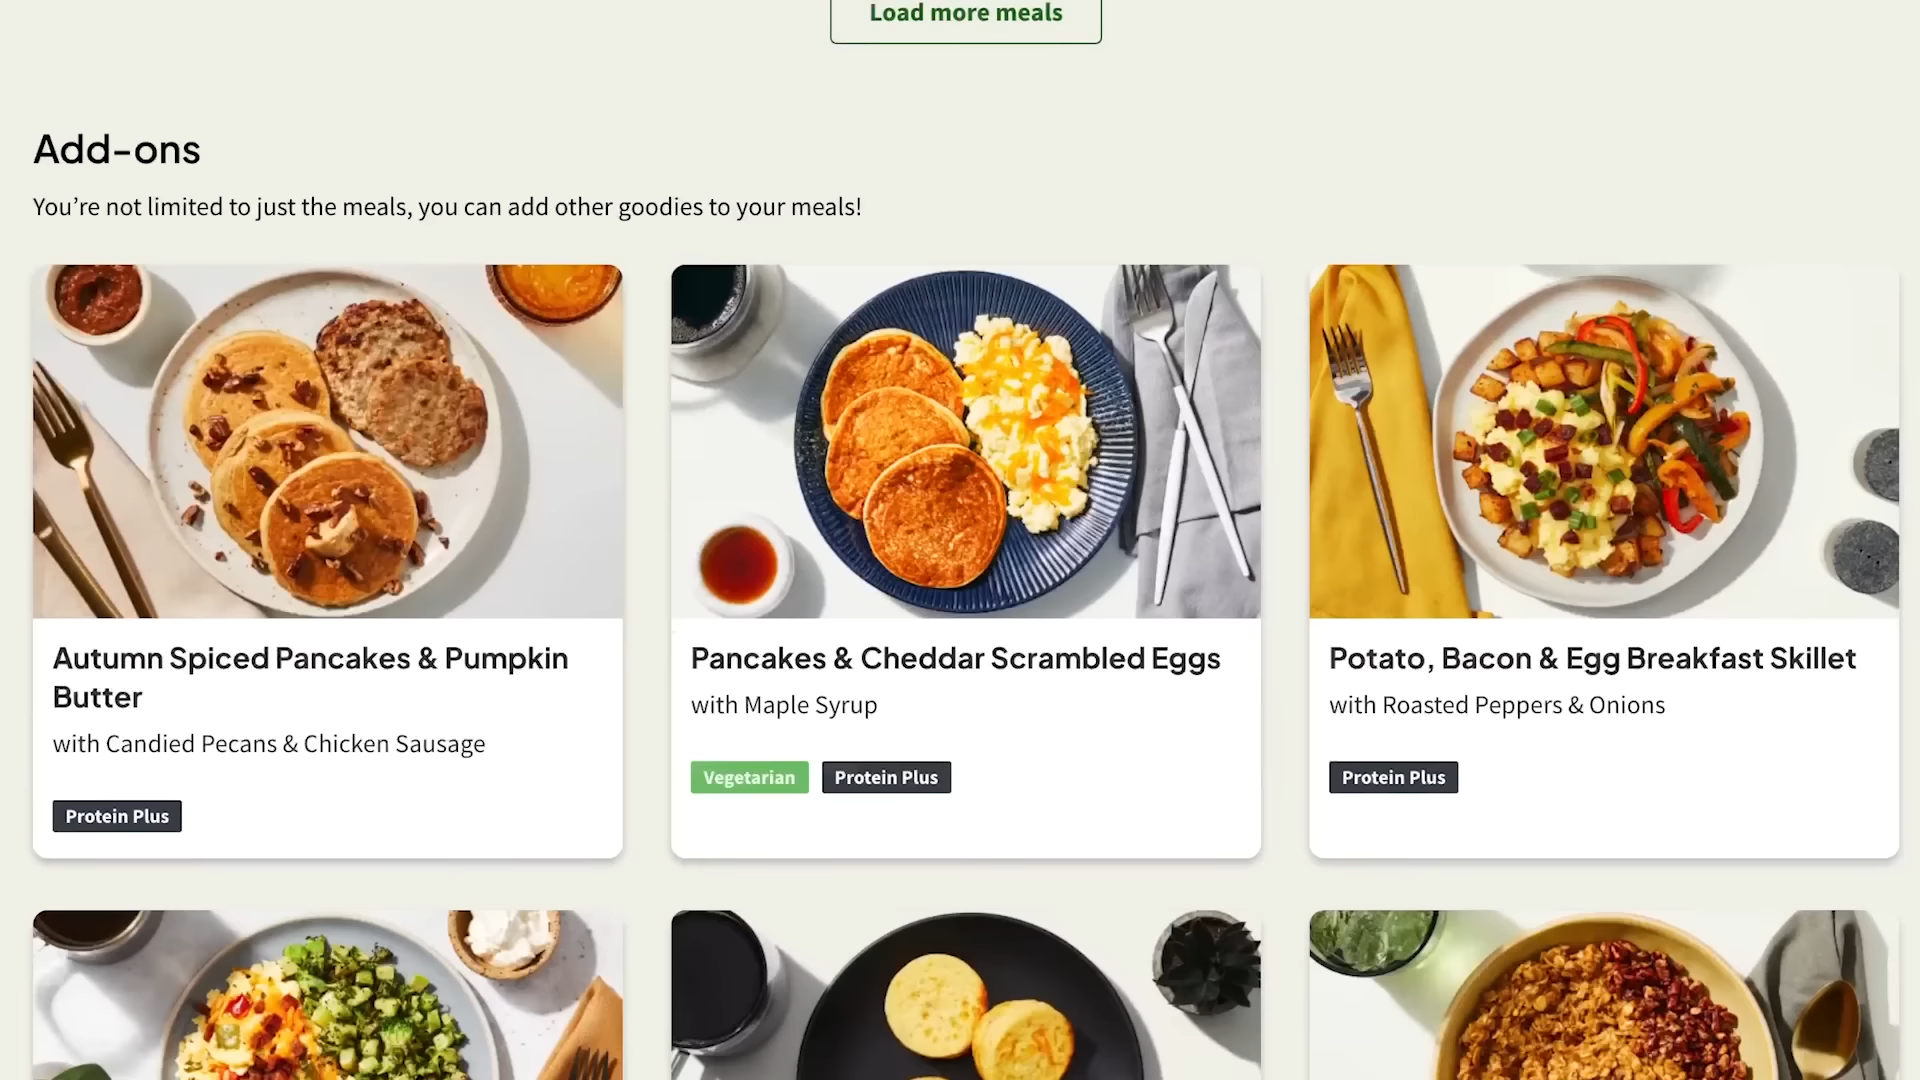 Load more meals
Add-ons
You’re not limited to just the meals, you can add other goodies to your meals!
Autumn Spiced Pancakes & Pumpkin
Butter
with Candied Pecans & Chicken Sausage
Protein Plus
Pancakes & Cheddar Scrambled Eggs
with Maple Syrup
Vegetarian Protein Plus
Potato, Bacon & Egg Breakfast Skillet
with Roasted Peppers & Onions
Protein Plus